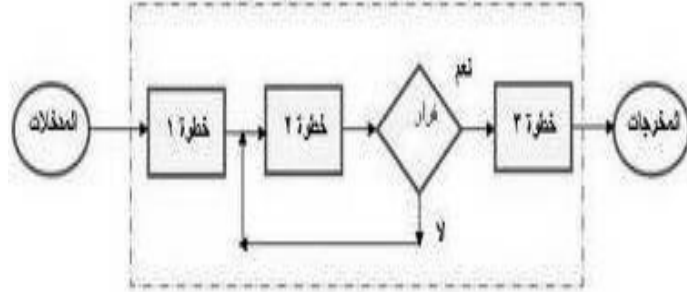 المدخلات
خطوة ١
خطوة ٢
قرار
نعم
لا
خطوة ٣
المخرجات